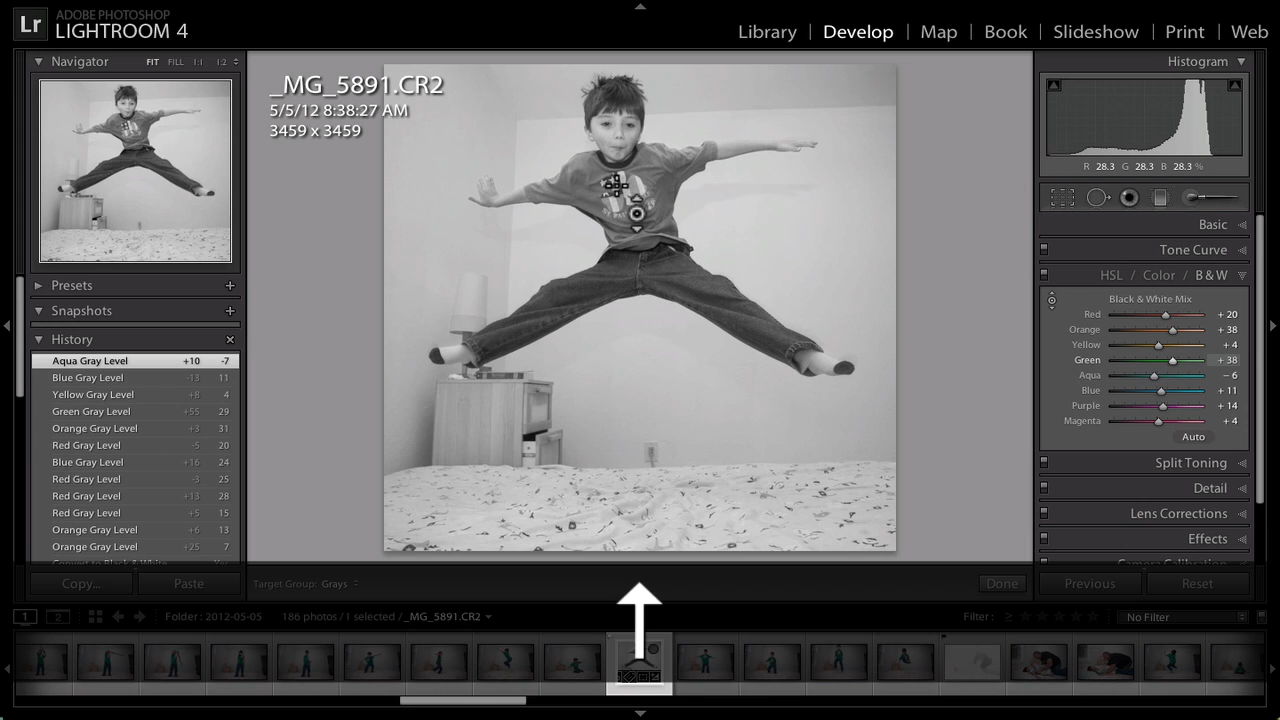 Lr
ADOBE PHOTOSHOP
LIGHTROOM 4
Library | Develop | Map | Book | Slideshow | Print | Web
Navigator FIT FILL 1:1 1:2
Presets
Snapshots
History
Aqua Gray Level +10 -7
Blue Gray Level -13 11
Yellow Gray Level +8 4
Green Gray Level +55 29
Orange Gray Level +3 31
Red Gray Level -5 20
Blue Gray Level +16 24
Red Gray Level -3 25
Red Gray Level +13 28
Red Gray Level +5 15
Orange Gray Level +6 13
Orange Gray Level +25 7
Convert to Black & White Yes
Copy... Paste
_MG_5891.CR2
5/5/12 8:38:27 AM
3459 x 3459
Target Group: Grays
Done
Histogram
R 28.3 G 28.3 B 28.3 %
Basic
Tone Curve
HSL / Color / B&W
Black & White Mix
Red + 20
Orange + 38
Yellow + 4
Green + 38
Aqua − 6
Blue + 11
Purple + 14
Magenta + 4
Auto
Split Toning
Detail
Lens Corrections
Effects
Camera Calibration
Previous Reset
1 2 Folder : 2012-05-05 186 photos / 1 selected / _MG_5891.CR2 Filter : ≥ No Filter